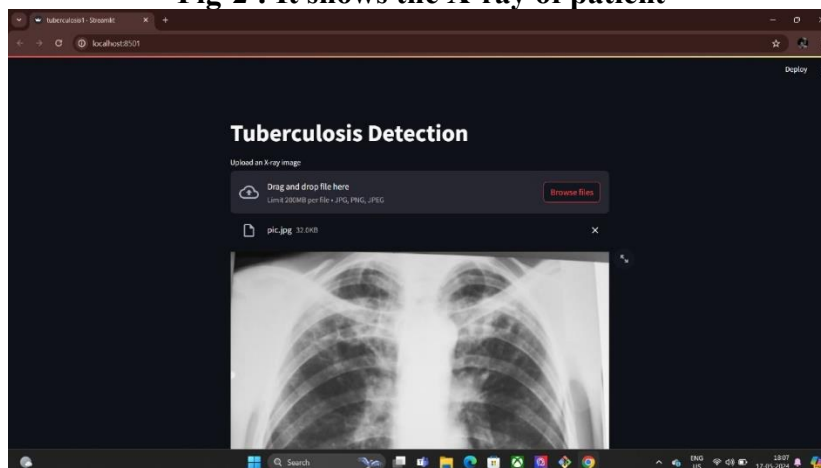 Fig-2 : It shows the X-ray of patient
tuberculosis1 - Streamlit
localhost:8501
Deploy
Tuberculosis Detection
Upload an X-ray image
Drag and drop file here
Limit 200MB per file • JPG, PNG, JPEG
Browse files
pic.jpg 32.0KB
Search
ENG
US
18:07
17-05-2024